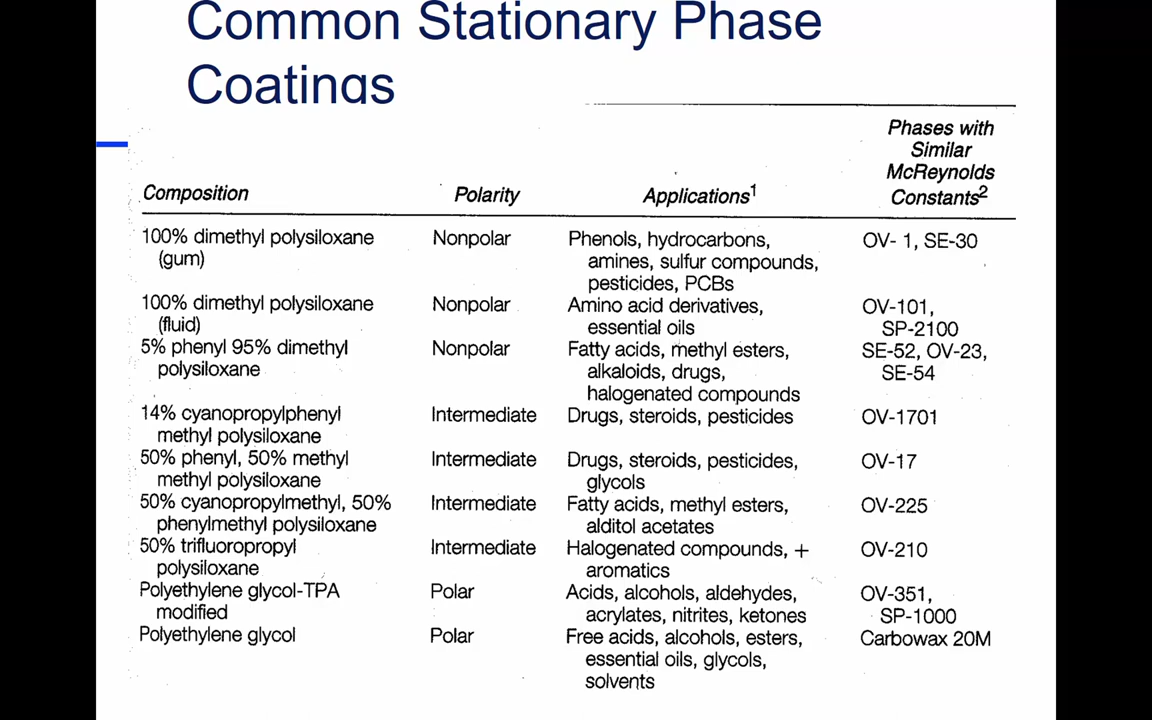 Common Stationary Phase
Coatings
Phases with
Similar
McReynolds
Composition Polarity Applications1 Constants2
100% dimethyl polysiloxane Nonpolar Phenols, hydrocarbons, OV- 1, SE-30
(gum) amines, sulfur compounds,
pesticides, PCBs
100% dimethyl polysiloxane Nonpolar Amino acid derivatives, OV-101,
(fluid) essential oils SP-2100
5% phenyl 95% dimethyl Nonpolar Fatty acids, methyl esters, SE-52, OV-23,
polysiloxane alkaloids, drugs, SE-54
halogenated compounds
14% cyanopropylphenyl Intermediate Drugs, steroids, pesticides OV-1701
methyl polysiloxane
50% phenyl, 50% methyl Intermediate Drugs, steroids, pesticides, OV-17
methyl polysiloxane glycols
50% cyanopropylmethyl, 50% Intermediate Fatty acids, methyl esters, OV-225
phenylmethyl polysiloxane alditol acetates
50% trifluoropropyl Intermediate Halogenated compounds, + OV-210
polysiloxane aromatics
Polyethylene glycol-TPA Polar Acids, alcohols, aldehydes, OV-351,
modified acrylates, nitrites, ketones SP-1000
Polyethylene glycol Polar Free acids, alcohols, esters, Carbowax 20M
essential oils, glycols,
solvents